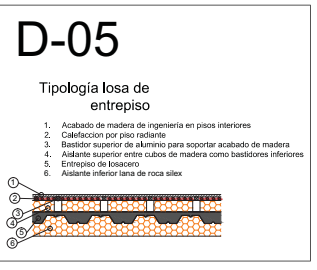 D-05
Tipología losa de
entrepiso
1. Acabado de madera de ingeniería en pisos interiores
2. Calefaccion por piso radiante
3. Bastidor superior de aluminio para soportar acabado de madera
4. Aislante superior entre cubos de madera como bastidores inferiores
5. Entrepiso de losacero
6. Aislante inferior lana de roca silex
1
2
3
4
5
6